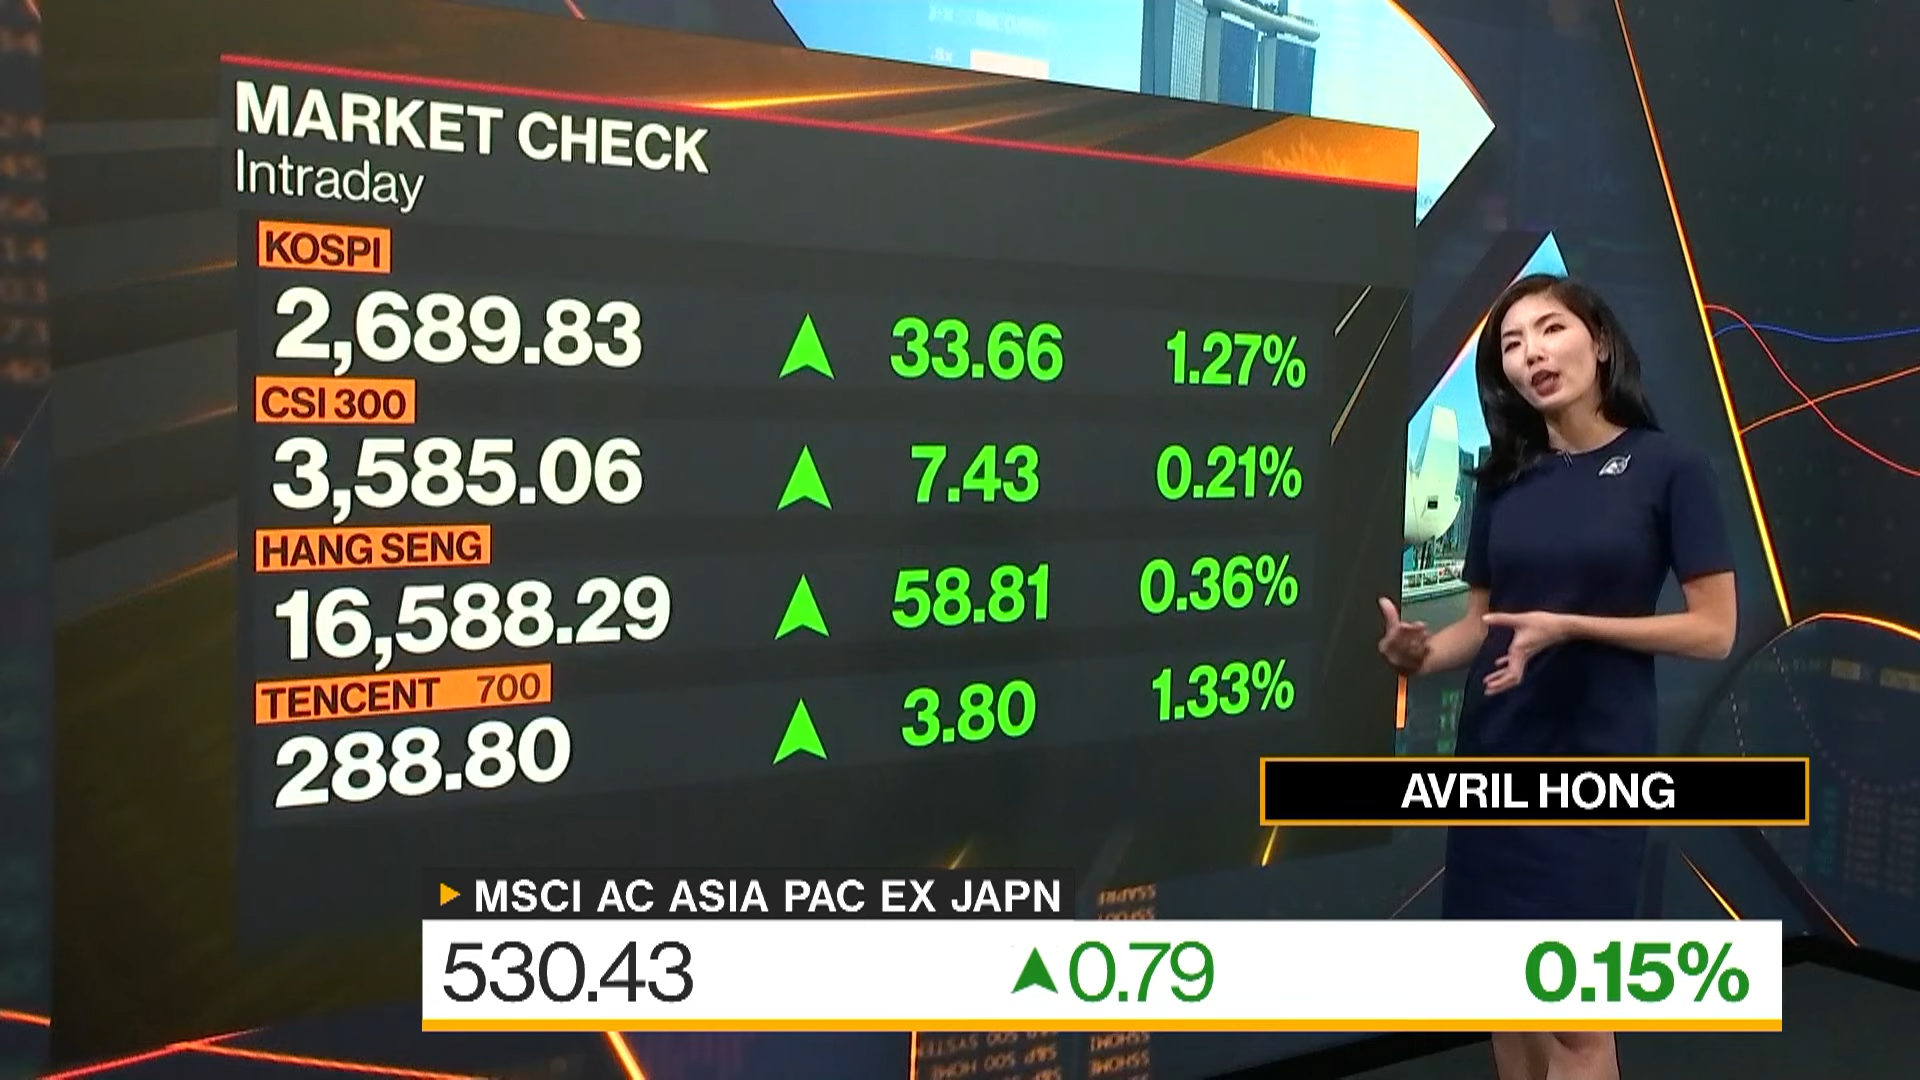 MARKET CHECK
Intraday
KOSPI
2,689.83 ▲ 33.66 1.27%
CSI 300
3,585.06 ▲ 7.43 0.21%
HANG SENG
16,588.29 ▲ 58.81 0.36%
TENCENT 700
288.80 ▲ 3.80 1.33%
AVRIL HONG
MSCI AC ASIA PAC EX JAPN
530.43 ▲ 0.79 0.15%